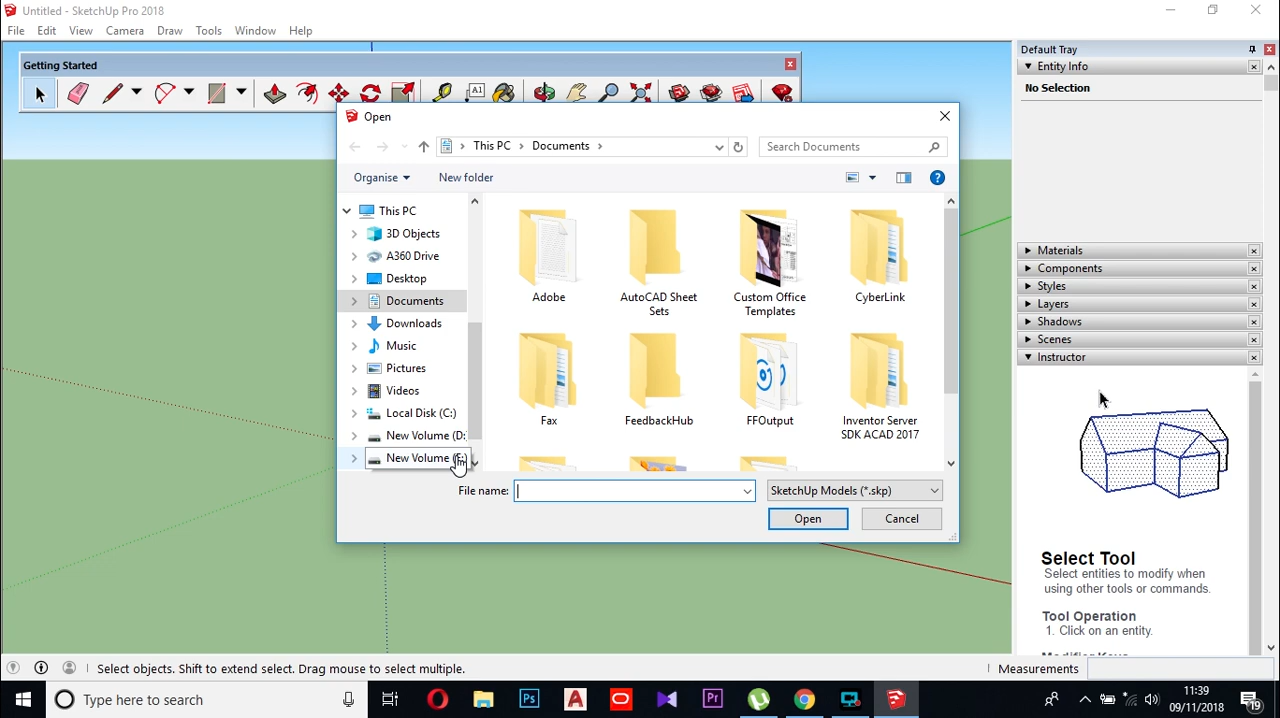 Untitled - SketchUp Pro 2018
File Edit View Camera Draw Tools Window Help
Getting Started
A1
Open
This PC > Documents >
Search Documents
Organise
New folder
This PC
3D Objects
A360 Drive
Desktop
Documents
Downloads
Music
Pictures
Videos
Local Disk (C:)
New Volume (D:
New Volume
Adobe
AutoCAD Sheet
Sets
Custom Office
Templates
CyberLink
Fax
FeedbackHub
FFOutput
Inventor Server
SDK ACAD 2017
File name:
SketchUp Models (*.skp)
Open
Cancel
Default Tray
Entity Info
No Selection
Materials
Components
Styles
Layers
Shadows
Scenes
Instructor
Select Tool
Select entities to modify when
using other tools or commands.
Tool Operation
1. Click on an entity.
Select objects. Shift to extend select. Drag mouse to select multiple.
Measurements
Type here to search
Ps
Pr
11:39
09/11/2018
19